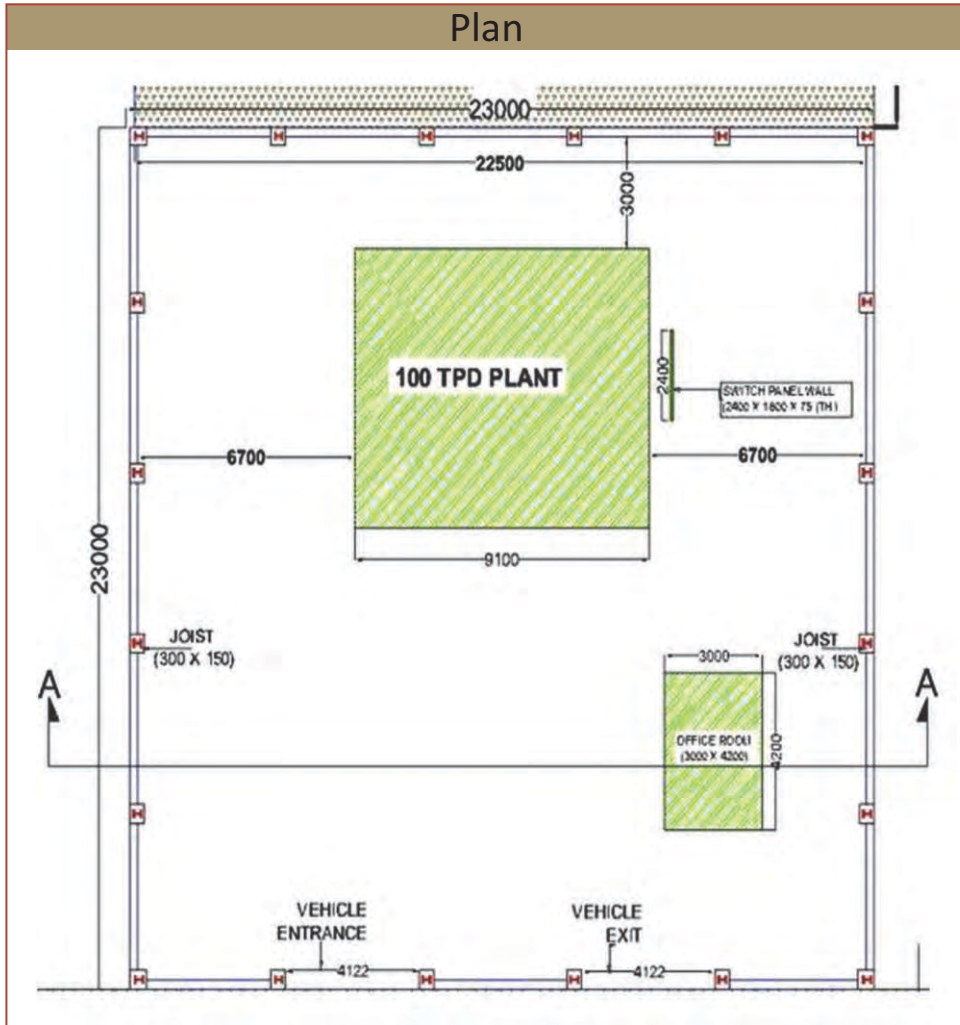 Plan
23000
22500
3000
100 TPD PLANT
2400
SWITCH PANEL WALL
(2400 X 1800 X 75 (TH)
6700
6700
9100
23000
JOIST
(300 X 150)
JOIST
(300 X 150)
3000
A
A
OFFICE ROOM
(3000 X 4200)
4200
VEHICLE
ENTRANCE
VEHICLE
EXIT
4122
4122